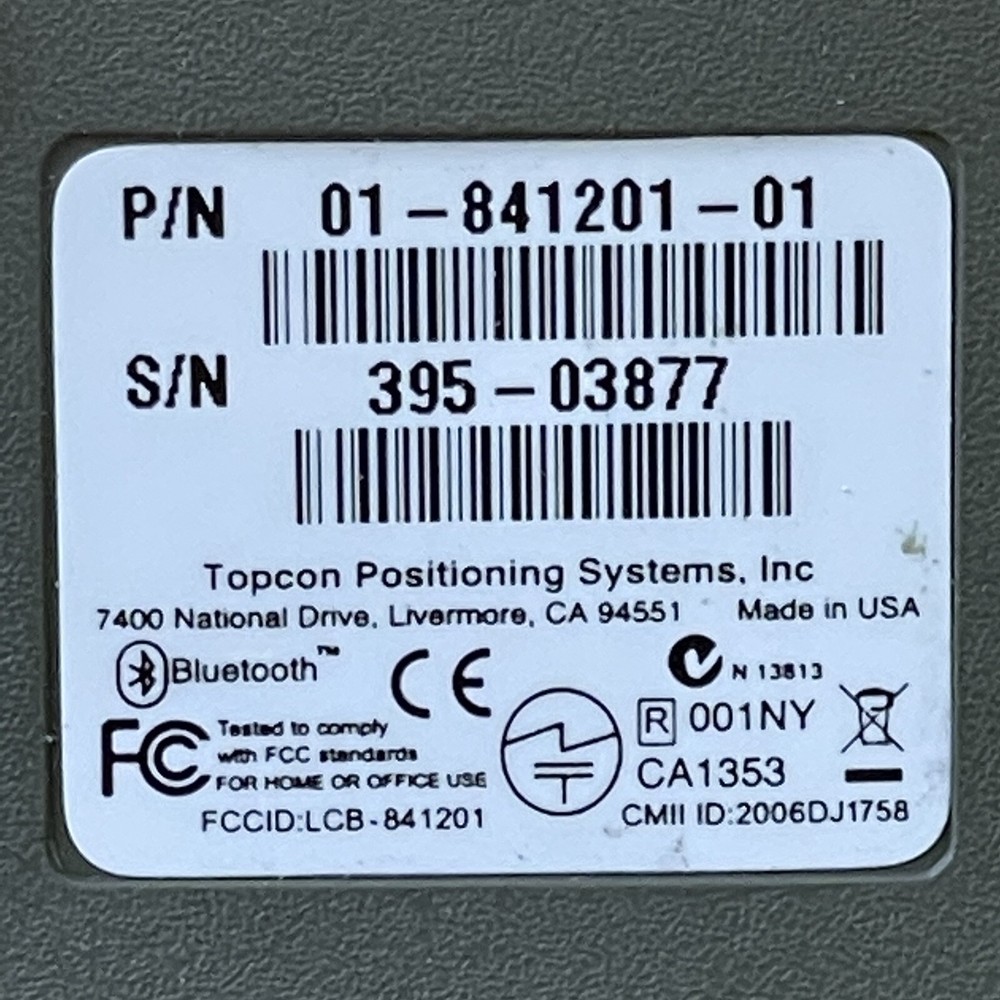 P/N 01-841201-01
S/N 395-03877
Topcon Positioning Systems, Inc
7400 National Drive, Livermore, CA 94551 Made in USA
Bluetooth™ CE N 13813
FC Tested to comply
with FCC standards
FOR HOME OR OFFICE USE
R 001NY
CA1353
FCCID:LCB-841201
CMII ID:2006DJ1758